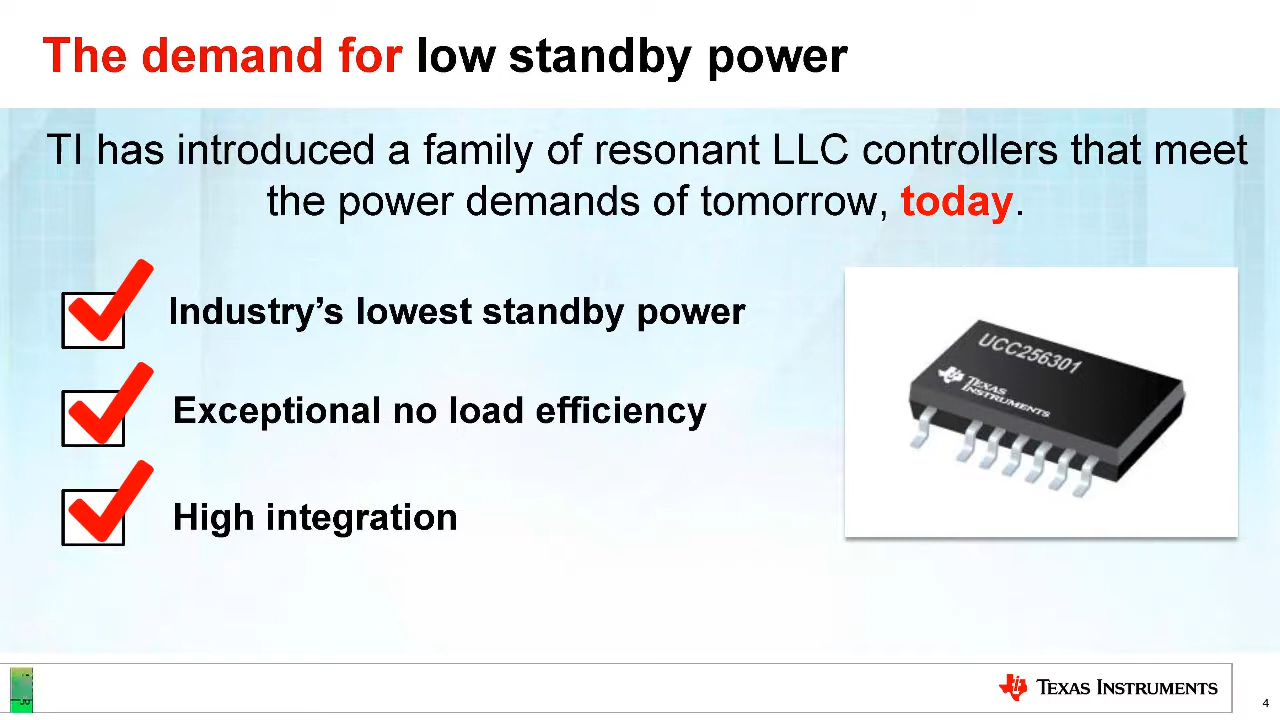 The demand for low standby power
TI has introduced a family of resonant LLC controllers that meet
the power demands of tomorrow, today.
Industry’s lowest standby power
Exceptional no load efficiency
High integration
UCC256301
TEXAS
INSTRUMENTS
TEXAS INSTRUMENTS
4